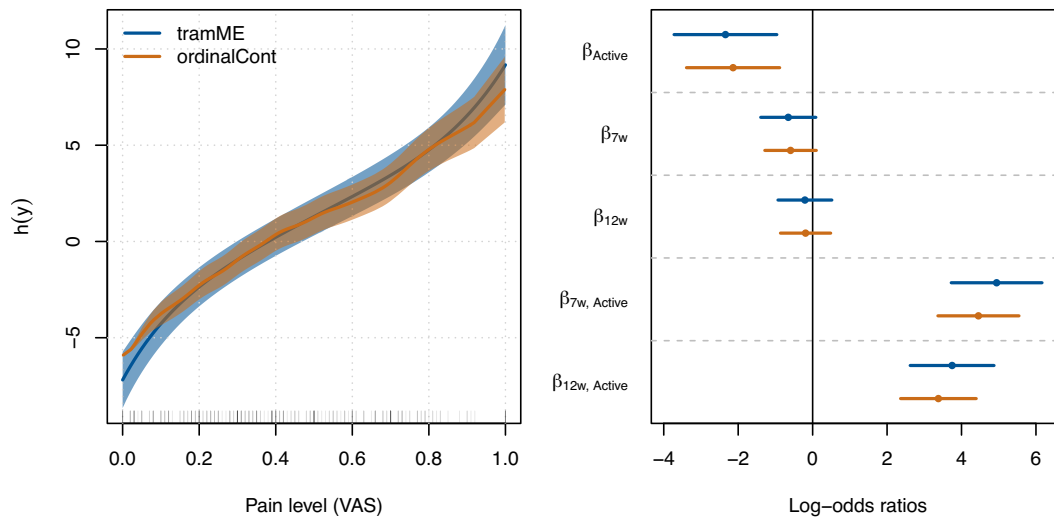 tramME
ordinalCont
h(y)
10
5
0
−5
0.0 0.2 0.4 0.6 0.8 1.0
Pain level (VAS)
βActive
β7w
β12w
β7w, Active
β12w, Active
−4 −2 0 2 4 6
Log−odds ratios